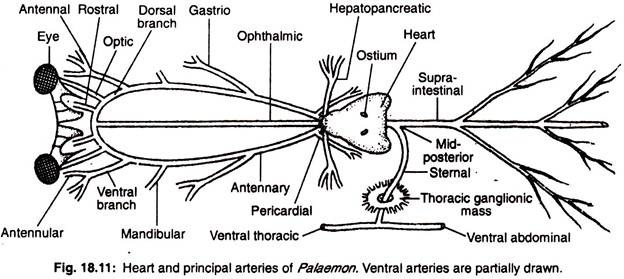 Antennal Rostral Dorsal branch Gastrio Hepatopancreatic
Eye Optic Ophthalmic Ostium Heart
Supra-intestinal
Mid-posterior
Sternal
Thoracic ganglionic mass
Antennular Ventral branch Mandibular Antennary Pericardial
Ventral thoracic Ventral abdominal
Fig. 18.11: Heart and principal arteries of Palaemon. Ventral arteries are partially drawn.